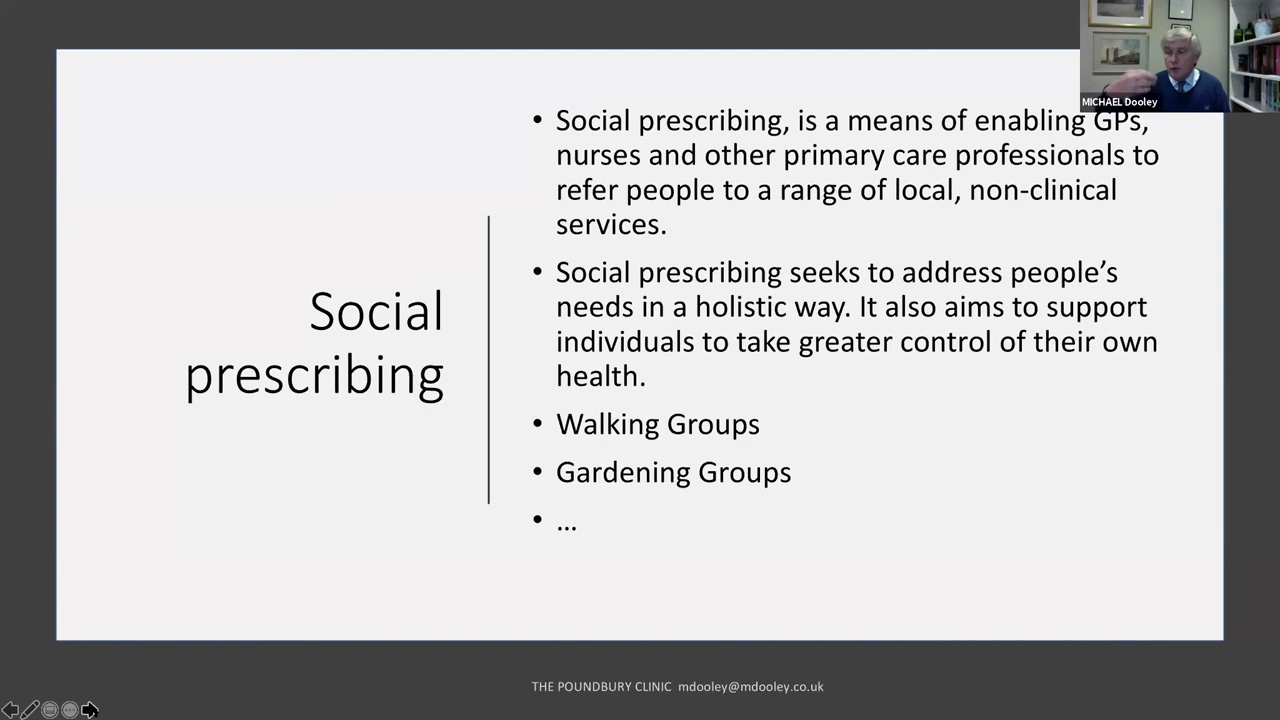 MICHAEL Dooley
Social
prescribing
• Social prescribing, is a means of enabling GPs,
nurses and other primary care professionals to
refer people to a range of local, non-clinical
services.
• Social prescribing seeks to address people’s
needs in a holistic way. It also aims to support
individuals to take greater control of their own
health.
• Walking Groups
• Gardening Groups
• ...
THE POUNDBURY CLINIC mdooley@mdooley.co.uk